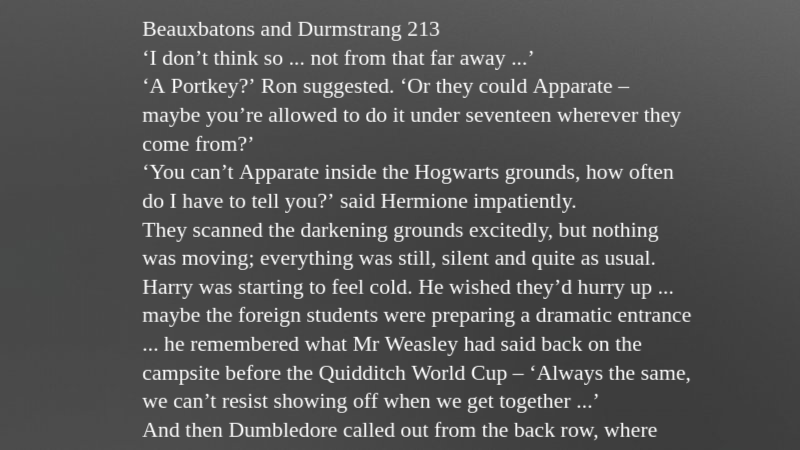 Beauxbatons and Durmstrang 213
‘I don’t think so ... not from that far away ...’
‘A Portkey?’ Ron suggested. ‘Or they could Apparate –
maybe you’re allowed to do it under seventeen wherever they
come from?’
‘You can’t Apparate inside the Hogwarts grounds, how often
do I have to tell you?’ said Hermione impatiently.
They scanned the darkening grounds excitedly, but nothing
was moving; everything was still, silent and quite as usual.
Harry was starting to feel cold. He wished they’d hurry up ...
maybe the foreign students were preparing a dramatic entrance
... he remembered what Mr Weasley had said back on the
campsite before the Quidditch World Cup – ‘Always the same,
we can’t resist showing off when we get together ...’
And then Dumbledore called out from the back row, where